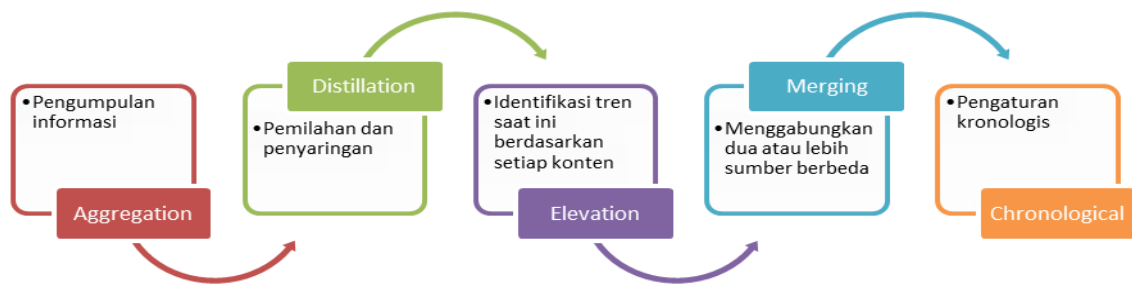 •Pengumpulan
informasi
Aggregation
Distillation
•Pemilahan dan
penyaringan
•Identifikasi tren
saat ini
berdasarkan
setiap konten
Elevation
Merging
•Menggabungkan
dua atau lebih
sumber berbeda
•Pengaturan
kronologis
Chronological